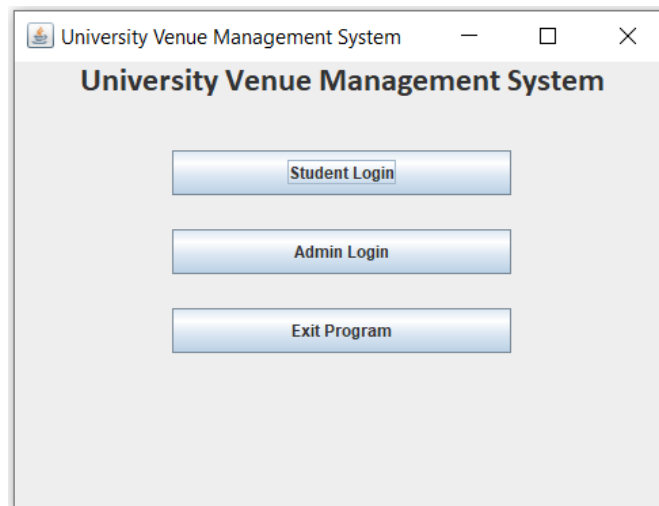 University Venue Management System
University Venue Management System
Student Login
Admin Login
Exit Program